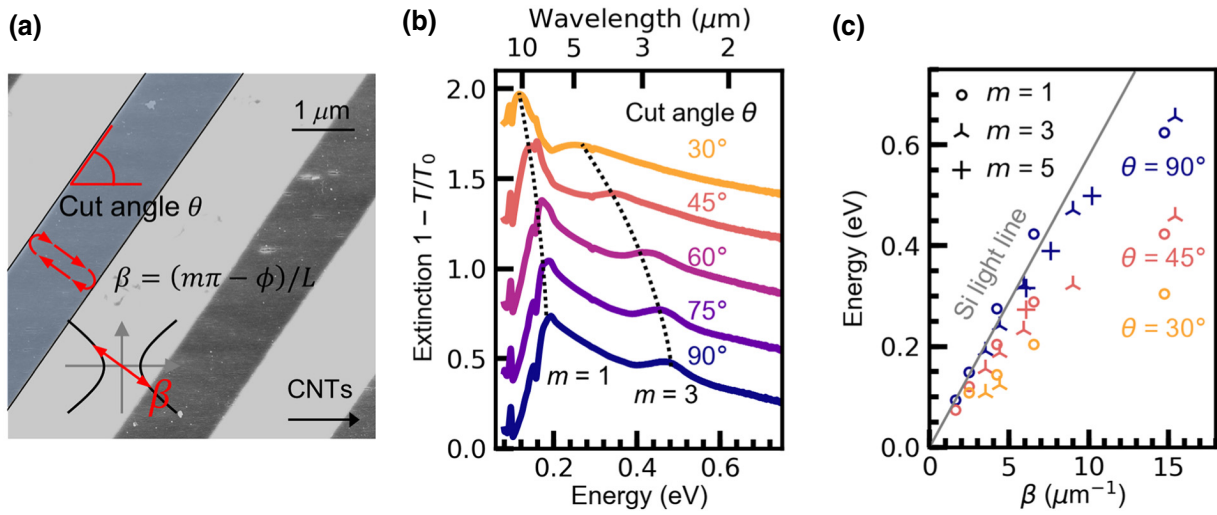 (a)
1 μm
Cut angle θ
β = (mπ − ϕ)/L
β
CNTs
(b)
Wavelength (μm)
10 5 3 2
Extinction 1 − T/T₀
2.0
1.5
1.0
0.5
0.0
Cut angle θ
30°
45°
60°
75°
90°
m = 1 m = 3
0.2 0.4 0.6
Energy (eV)
(c)
Energy (eV)
0.6
0.4
0.2
0.0
m = 1
m = 3
m = 5
Si light line
θ = 90°
θ = 45°
θ = 30°
0 5 10 15
β (μm⁻¹)